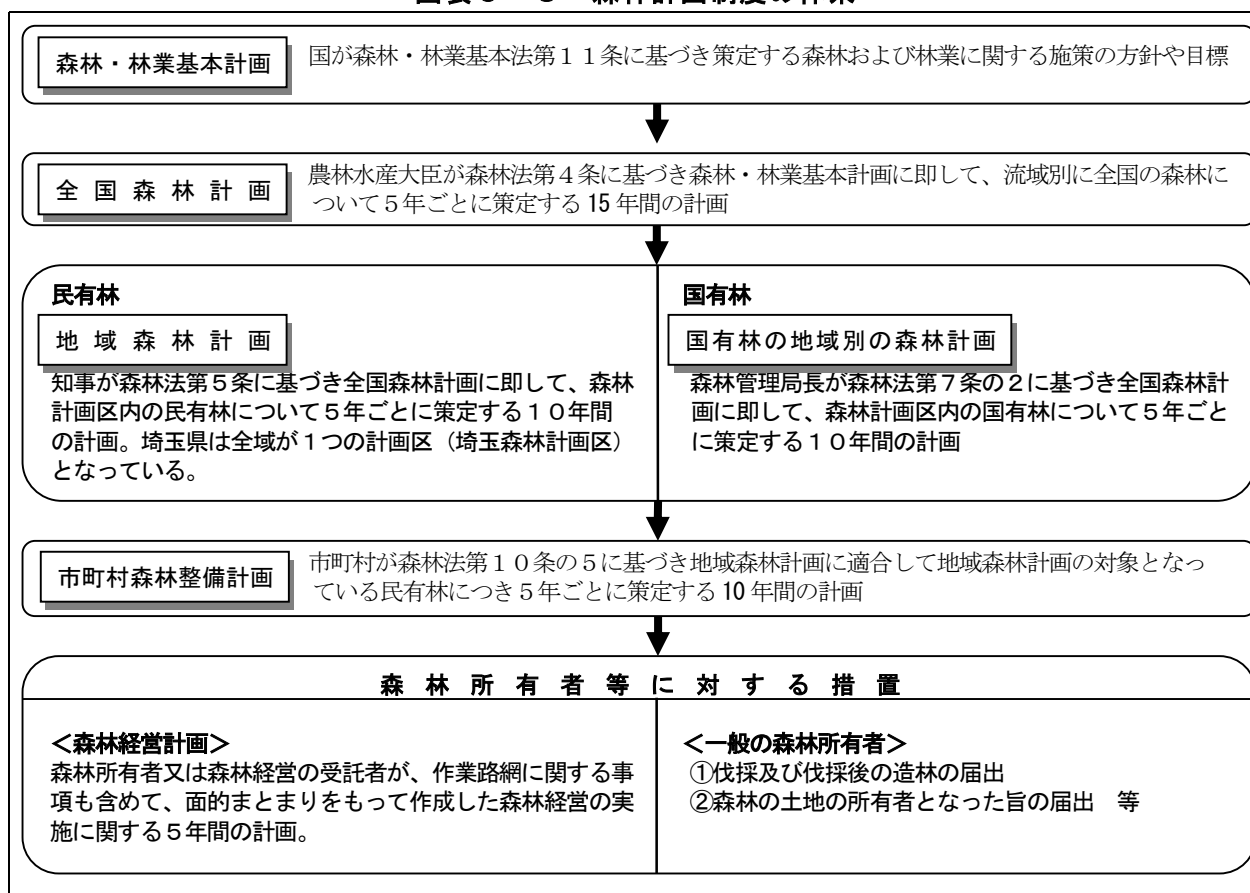 森林・林業基本計画
国が森林・林業基本法第１１条に基づき策定する森林および林業に関する施策の方針や目標
全国森林計画
農林水産大臣が森林法第４条に基づき森林・林業基本計画に即して、流域別に全国の森林に
ついて５年ごとに策定する 15 年間の計画
民有林
地域森林計画
知事が森林法第５条に基づき全国森林計画に即して、森林
計画区内の民有林について５年ごとに策定する１０年間
の計画。埼玉県は全域が１つの計画区（埼玉森林計画区）
となっている。
国有林
国有林の地域別の森林計画
森林管理局長が森林法第７条の２に基づき全国森林計
画に即して、森林計画区内の国有林について５年ごと
に策定する１０年間の計画
市町村森林整備計画
市町村が森林法第１０条の５に基づき地域森林計画に適合して地域森林計画の対象となっ
ている民有林につき５年ごとに策定する 10 年間の計画
森林所有者等に対する措置
＜森林経営計画＞
森林所有者又は森林経営の受託者が、作業路網に関する事
項も含めて、面的まとまりをもって作成した森林経営の実
施に関する５年間の計画。
＜一般の森林所有者＞
①伐採及び伐採後の造林の届出
②森林の土地の所有者となった旨の届出　等